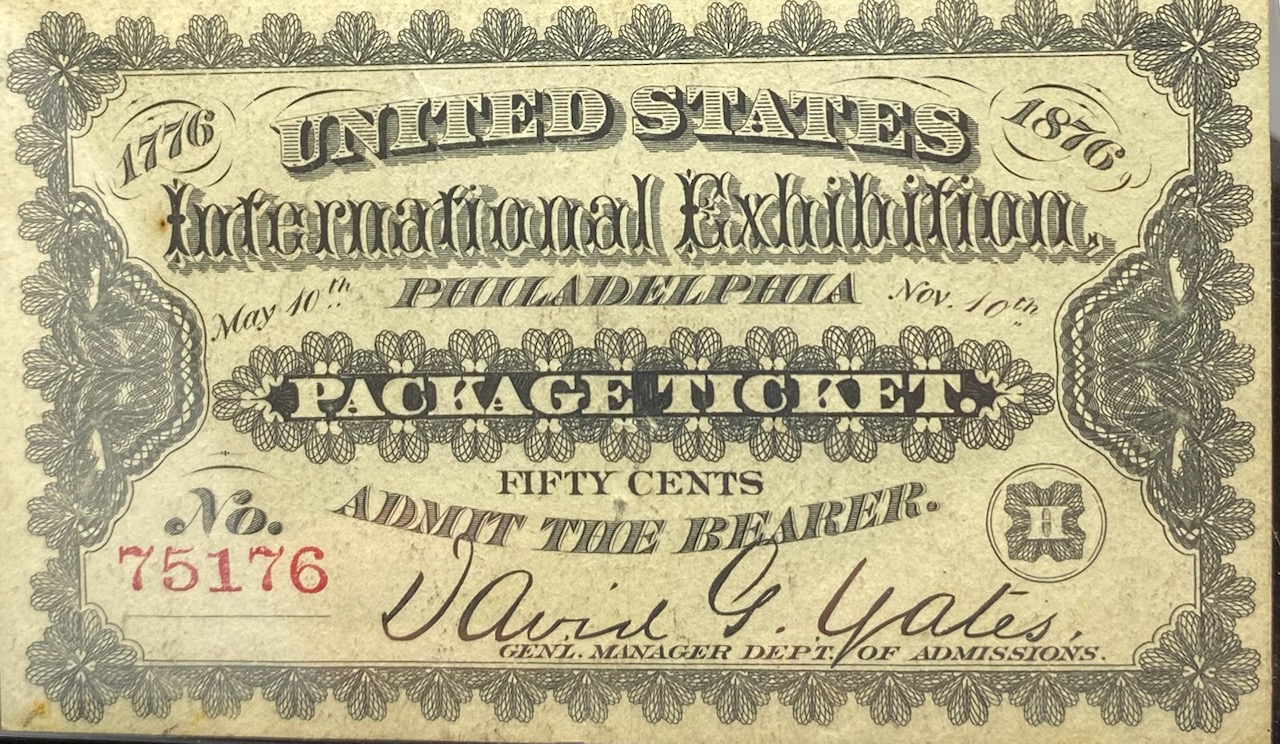 1776 UNITED STATES 1876
International Exhibition,
May 10th PHILADELPHIA Nov. 10th
PACKAGE TICKET.
FIFTY CENTS
ADMIT THE BEARER.
No.
75176
H
David G. Yates,
GENL. MANAGER DEPT. OF ADMISSIONS.